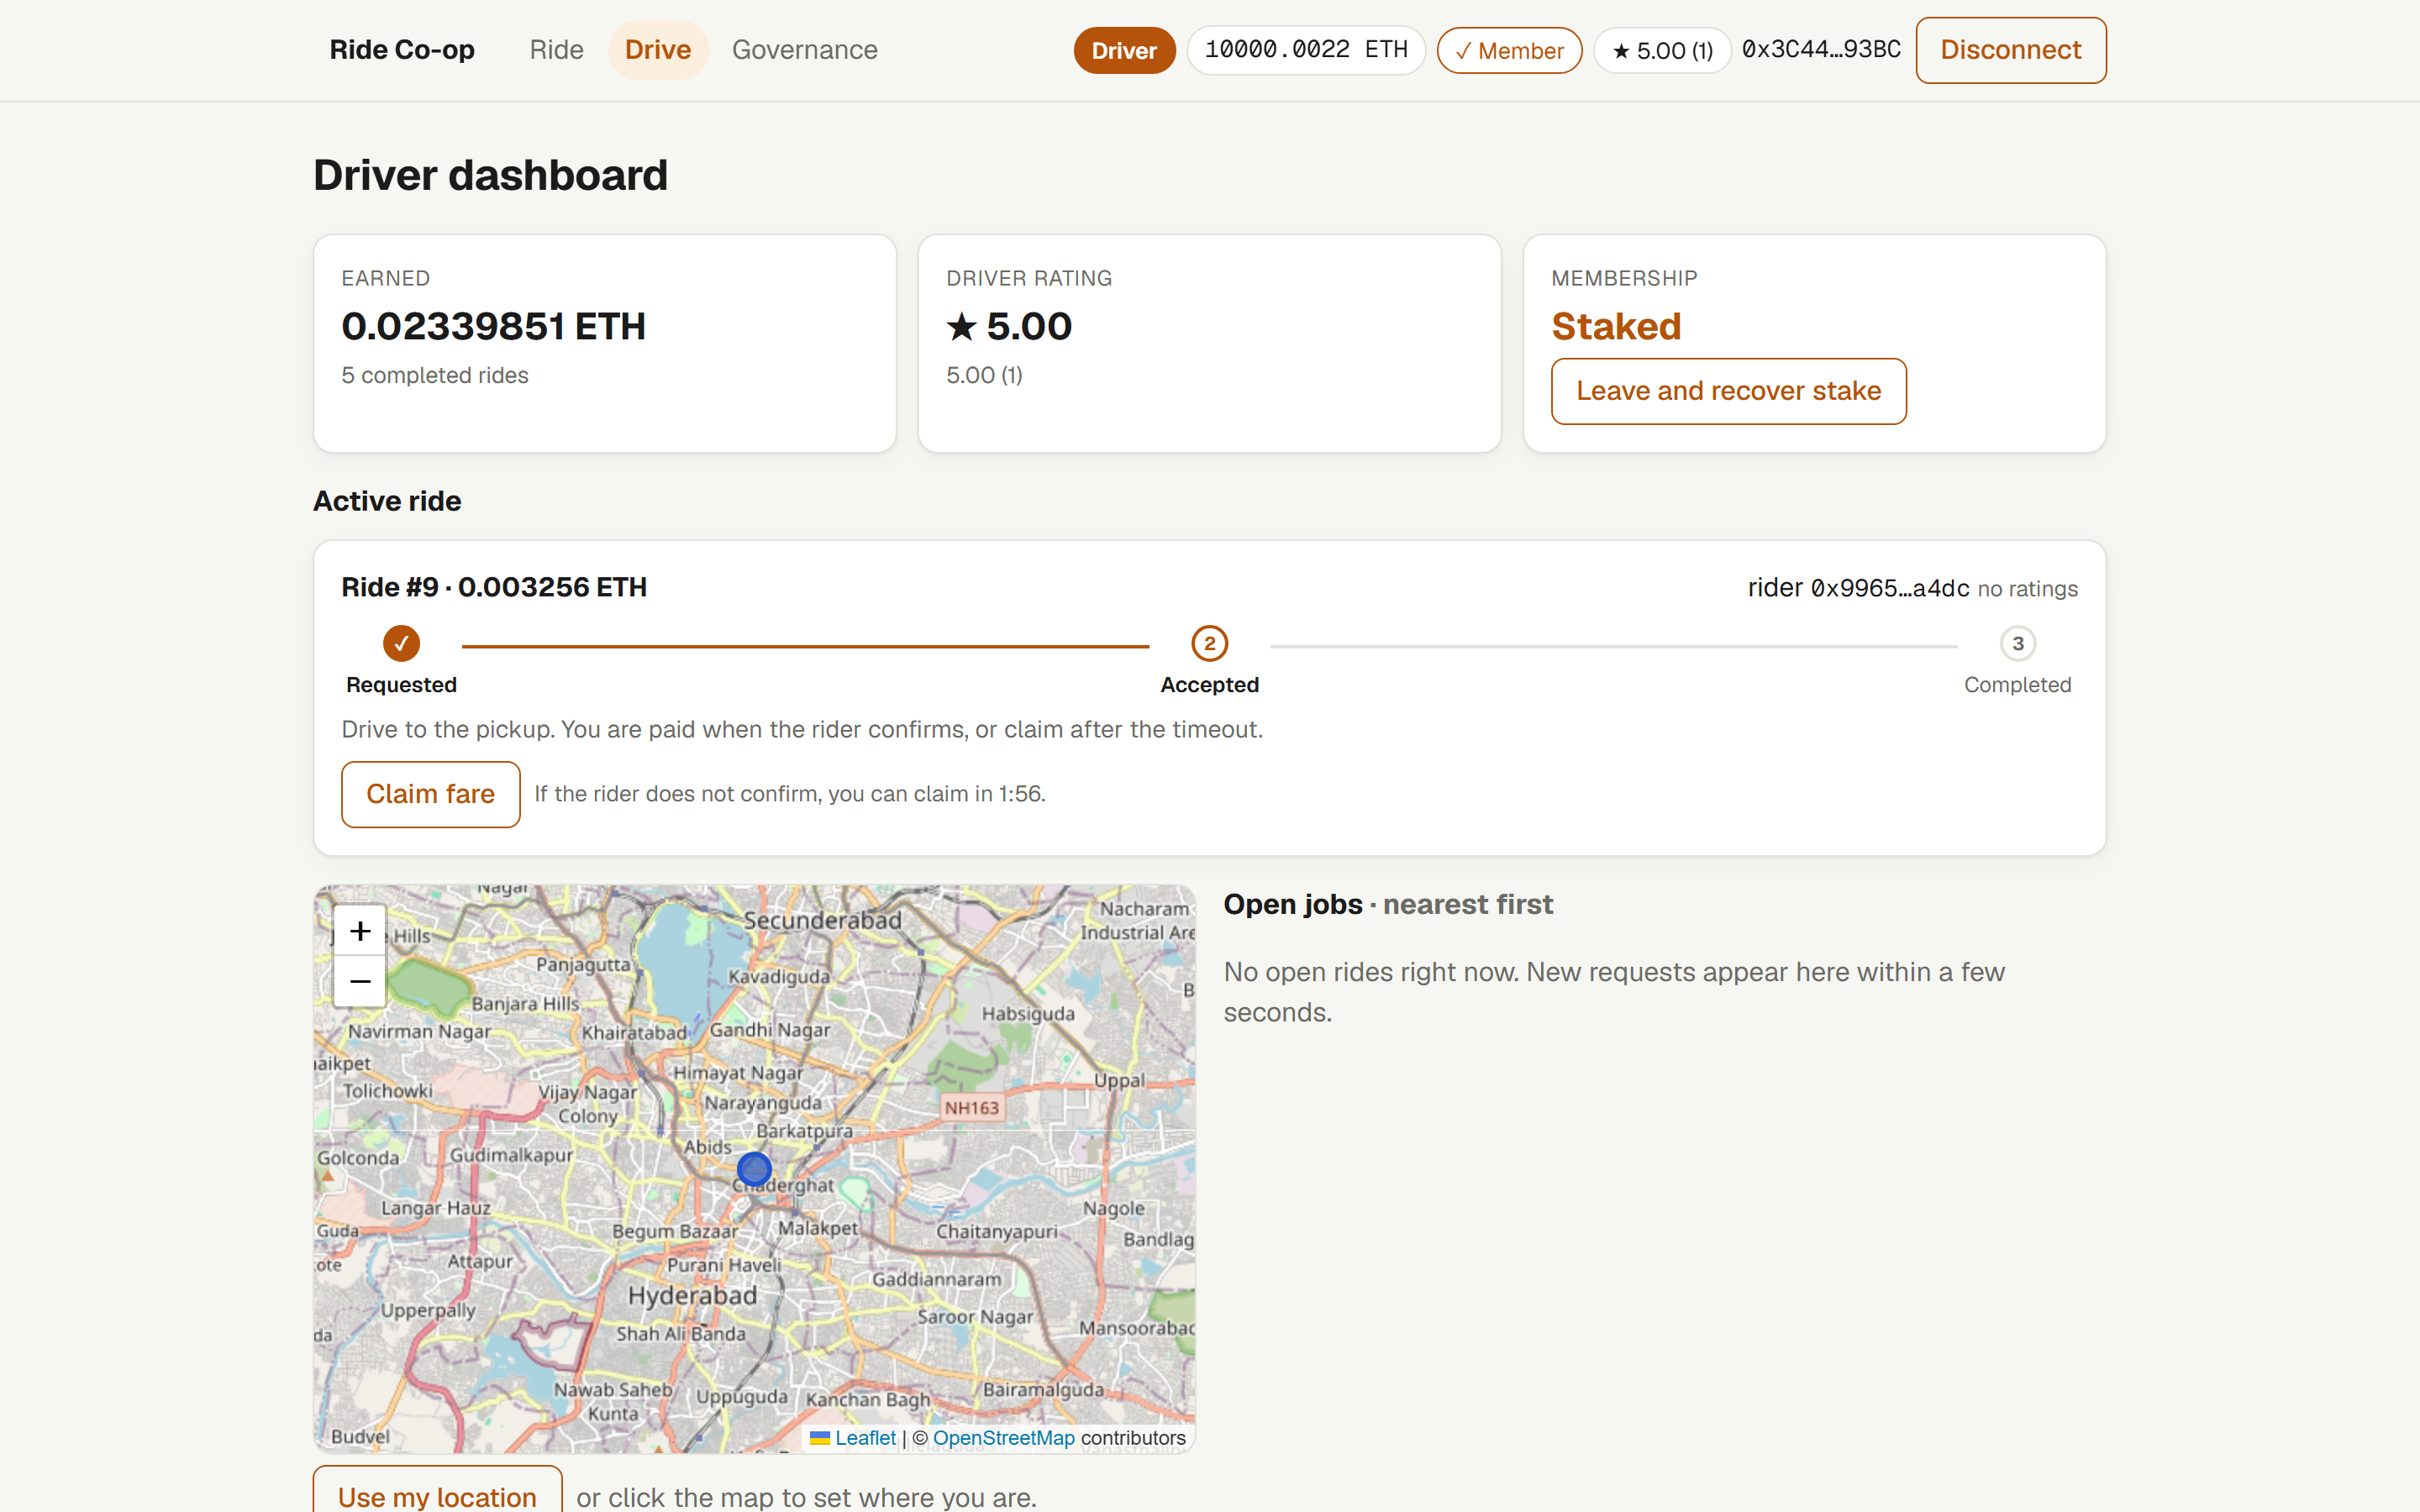 Ride Co-op
Ride
Drive
Governance
Driver
10000.0022 ETH
✓ Member
★ 5.00 (1)
0x3C44…93BC
Disconnect
Driver dashboard
EARNED
0.02339851 ETH
5 completed rides
DRIVER RATING
★ 5.00
5.00 (1)
MEMBERSHIP
Staked
Leave and recover stake
Active ride
Ride #9 · 0.003256 ETH
rider 0x9965…a4dc no ratings
✓
2
3
Requested
Accepted
Completed
Drive to the pickup. You are paid when the rider confirms, or claim after the timeout.
Claim fare
If the rider does not confirm, you can claim in 1:56.
Open jobs · nearest first
No open rides right now. New requests appear here within a few
seconds.
+
−
Nagar
Secunderabad
Nacharam
Industrial Are
Hills
Panjagutta
Kavadiguda
Banjara Hills
Habsiguda
Navirman Nagar
Khairatabad
Gandhi Nagar
aikpet
Himayat Nagar
Tolichowki
Vijay Nagar
Colony
Narayanguda
Uppal
NH163
Barkatpura
Abids
Golconda
Gudimalkapur
Chaderghat
Langar Hauz
Nagole
Guda
Begum Bazaar
Malakpet
Chaitanyapuri
Bandlag
ote
Attapur
Purani Haveli
Gaddiannaram
Hyderabad
Upperpally
Saroor Nagar
da
Shah Ali Banda
Mansoorabad
Nawab Saheb
Kunta
Uppuguda
Kanchan Bagh
Bairamalguda
Budvel
Leaflet | © OpenStreetMap contributors
Use my location
or click the map to set where you are.